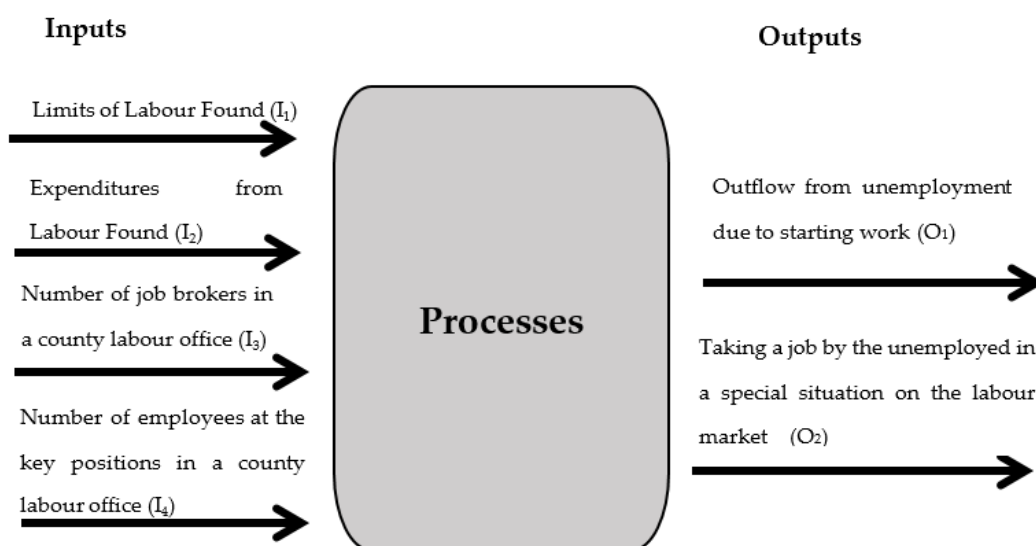 Inputs
Limits of Labour Found (I₁)
Expenditures from
Labour Found (I₂)
Number of job brokers in
a county labour office (I₃)
Number of employees at the
key positions in a county
labour office (I₄)
Processes
Outputs
Outflow from unemployment
due to starting work (O₁)
Taking a job by the unemployed in
a special situation on the labour
market (O₂)